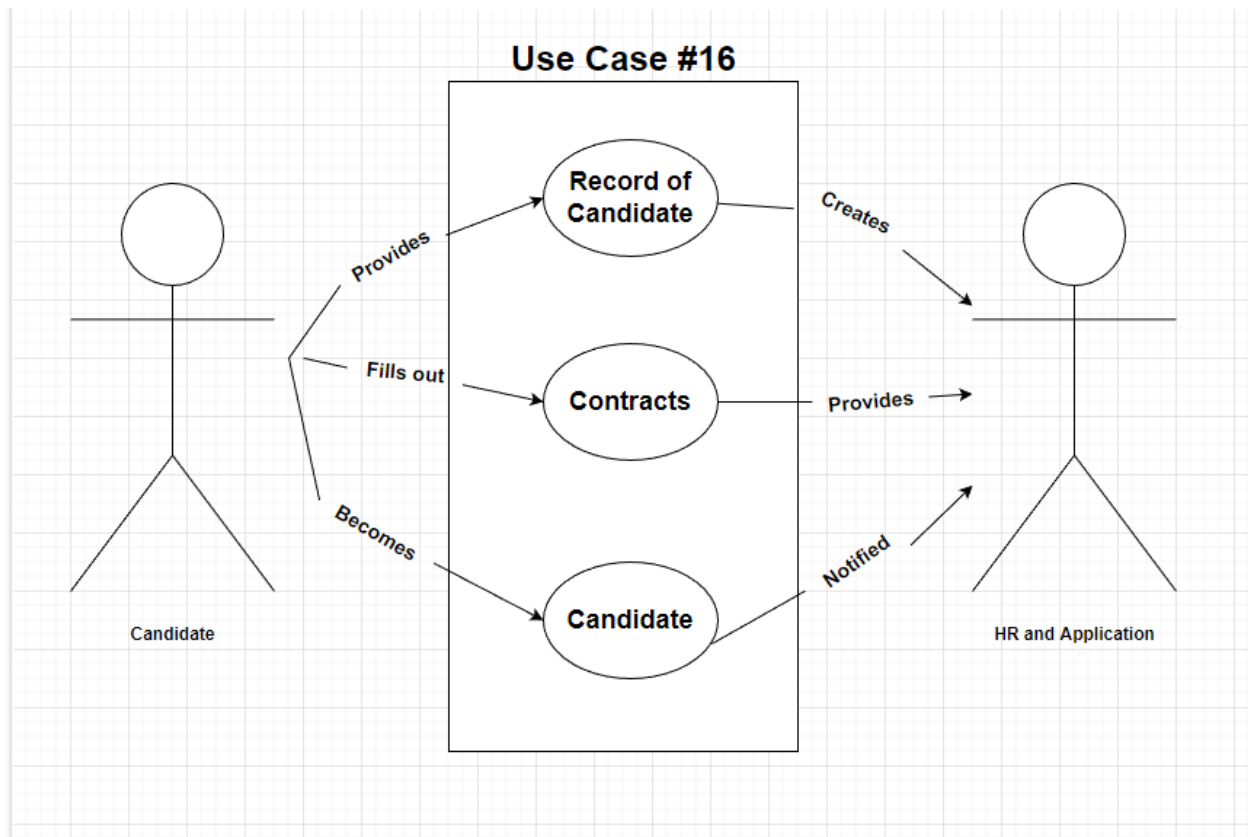 Use Case #16
Record of
Candidate
Creates
Provides
Fills out
Contracts
Provides
Becomes
Notified
Candidate
Candidate
HR and Application